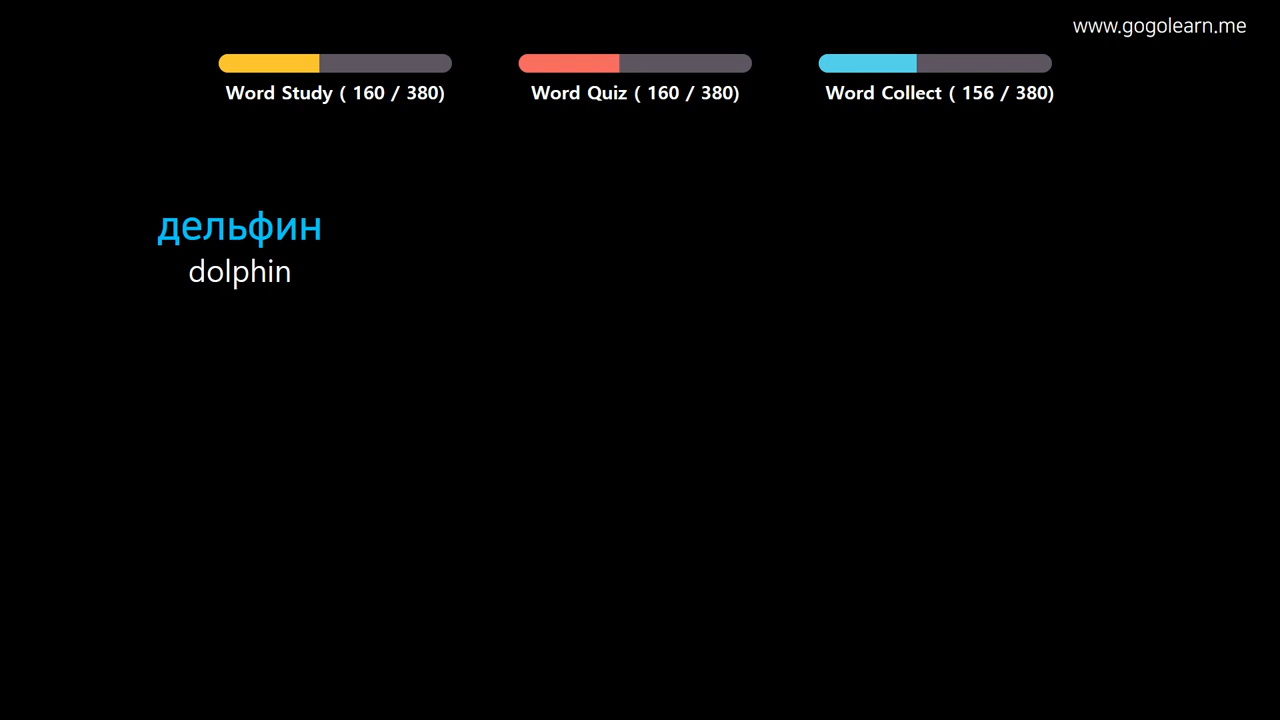 www.gogolearn.me
Word Study ( 160 / 380)
Word Quiz ( 160 / 380)
Word Collect ( 156 / 380)
дельфин
dolphin